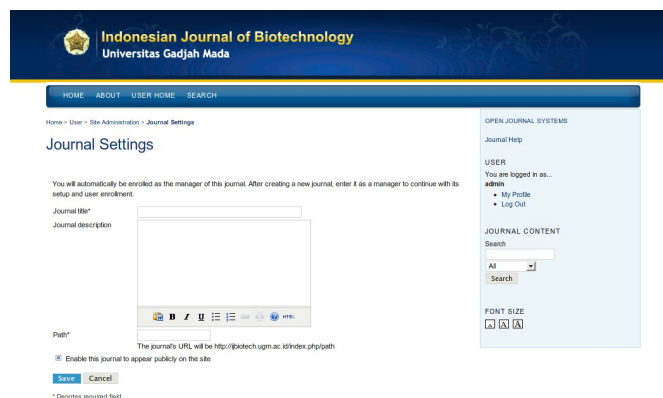 Indonesian Journal of Biotechnology
Universitas Gadjah Mada
HOME ABOUT USER HOME SEARCH
Home > User > Site Administration > Journal Settings
Journal Settings
You will automatically be enrolled as the manager of this journal. After creating a new journal, enter it as a manager to continue with its
setup and user enrollment.
Journal title*
Journal description
B I U HTML
Path*
The journal's URL will be http://ijbiotech.ugm.ac.id/index.php/path
Enable this journal to appear publicly on the site
Save Cancel
* Denotes required field
OPEN JOURNAL SYSTEMS
Journal Help
USER
You are logged in as...
admin
My Profile
Log Out
JOURNAL CONTENT
Search
All
Search
FONT SIZE
A A A